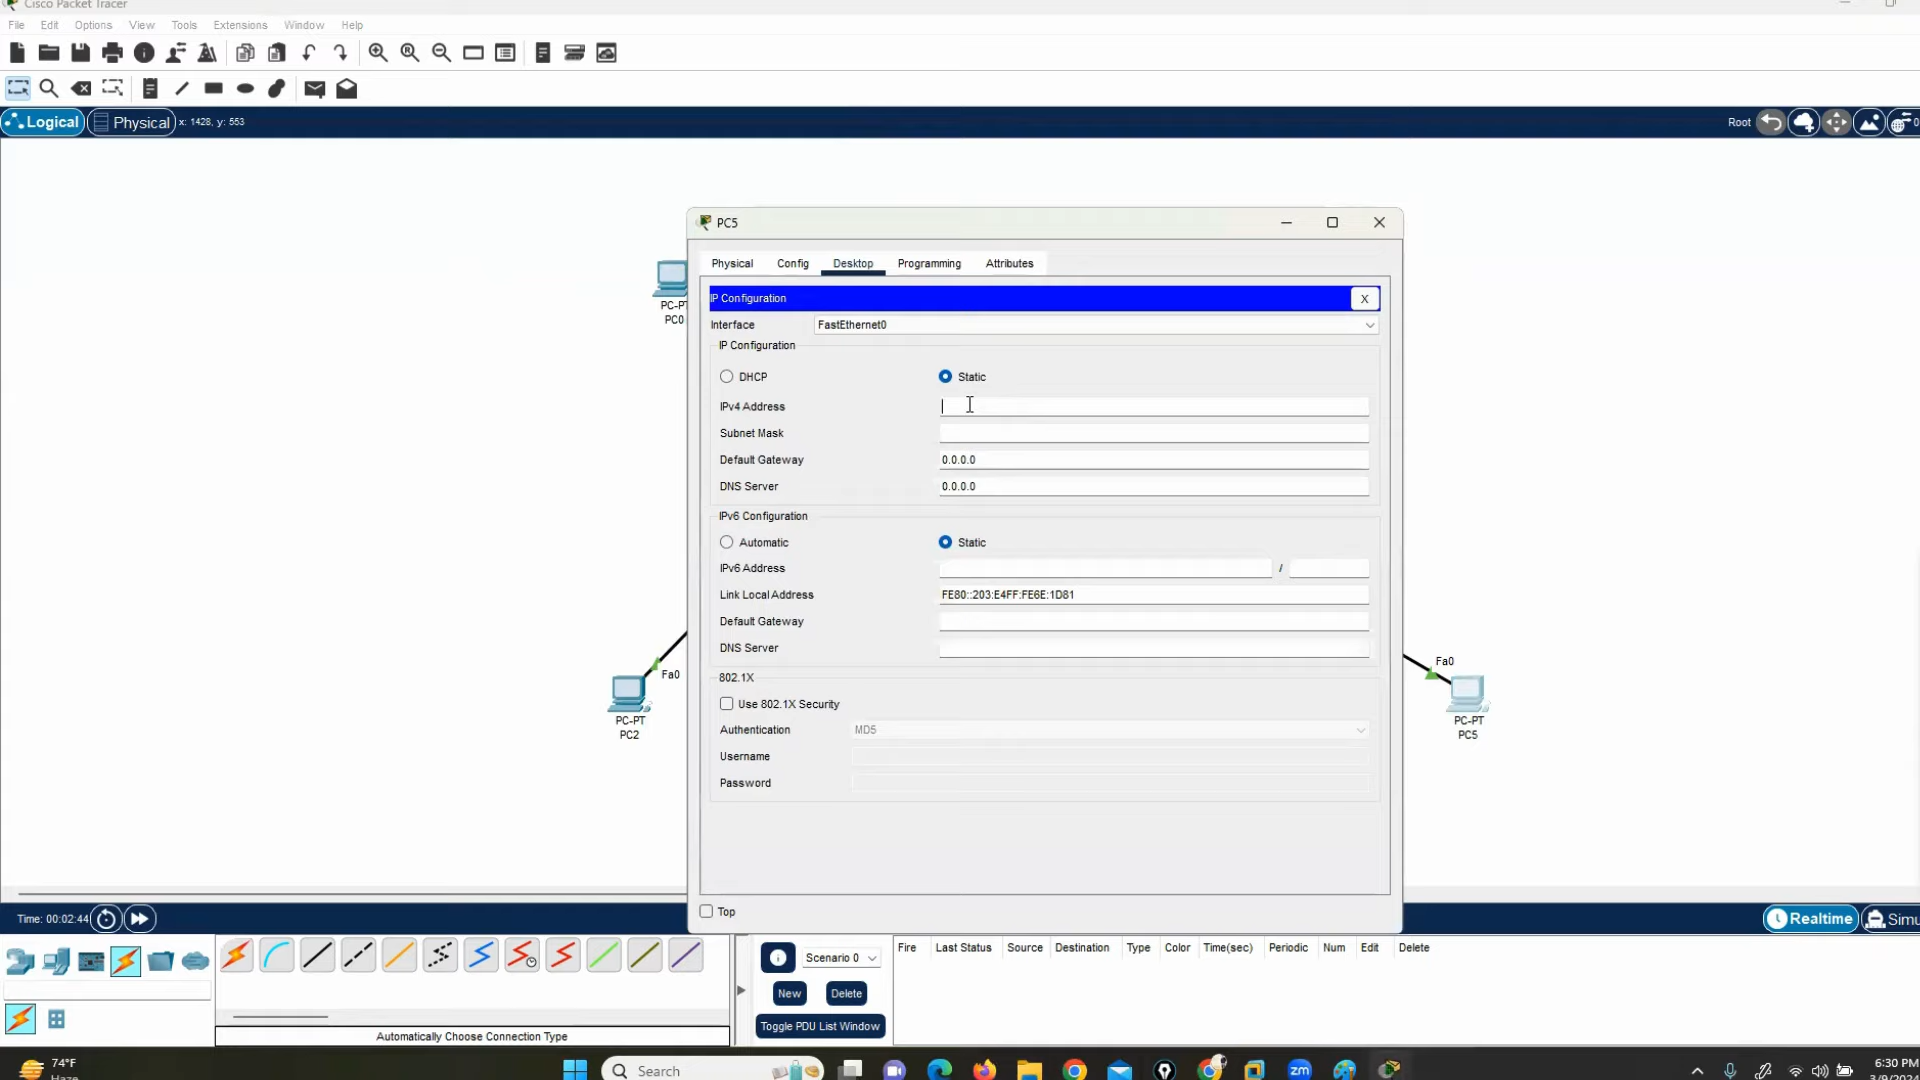 Cisco Packet Tracer
File Edit Options View Tools Extensions Window Help
Logical Physical x: 1428, y: 553 Root
PC5
Physical Config Desktop Programming Attributes
IP Configuration X
Interface FastEthernet0
IP Configuration
DHCP Static
IPv4 Address
Subnet Mask
Default Gateway 0.0.0.0
DNS Server 0.0.0.0
IPv6 Configuration
Automatic Static
IPv6 Address /
Link Local Address FE80::203:E4FF:FE6E:1D81
Default Gateway
DNS Server
802.1X
Use 802.1X Security
Authentication MD5
Username
Password
Top
PC-PT
PC0
Fa0
PC-PT
PC2
Fa0
PC-PT
PC5
Time: 00:02:44 Realtime
Scenario 0
New Delete
Toggle PDU List Window
Fire Last Status Source Destination Type Color Time(sec) Periodic Num Edit Delete
Automatically Choose Connection Type
74°F
Haze
Search
zm
6:30 PM